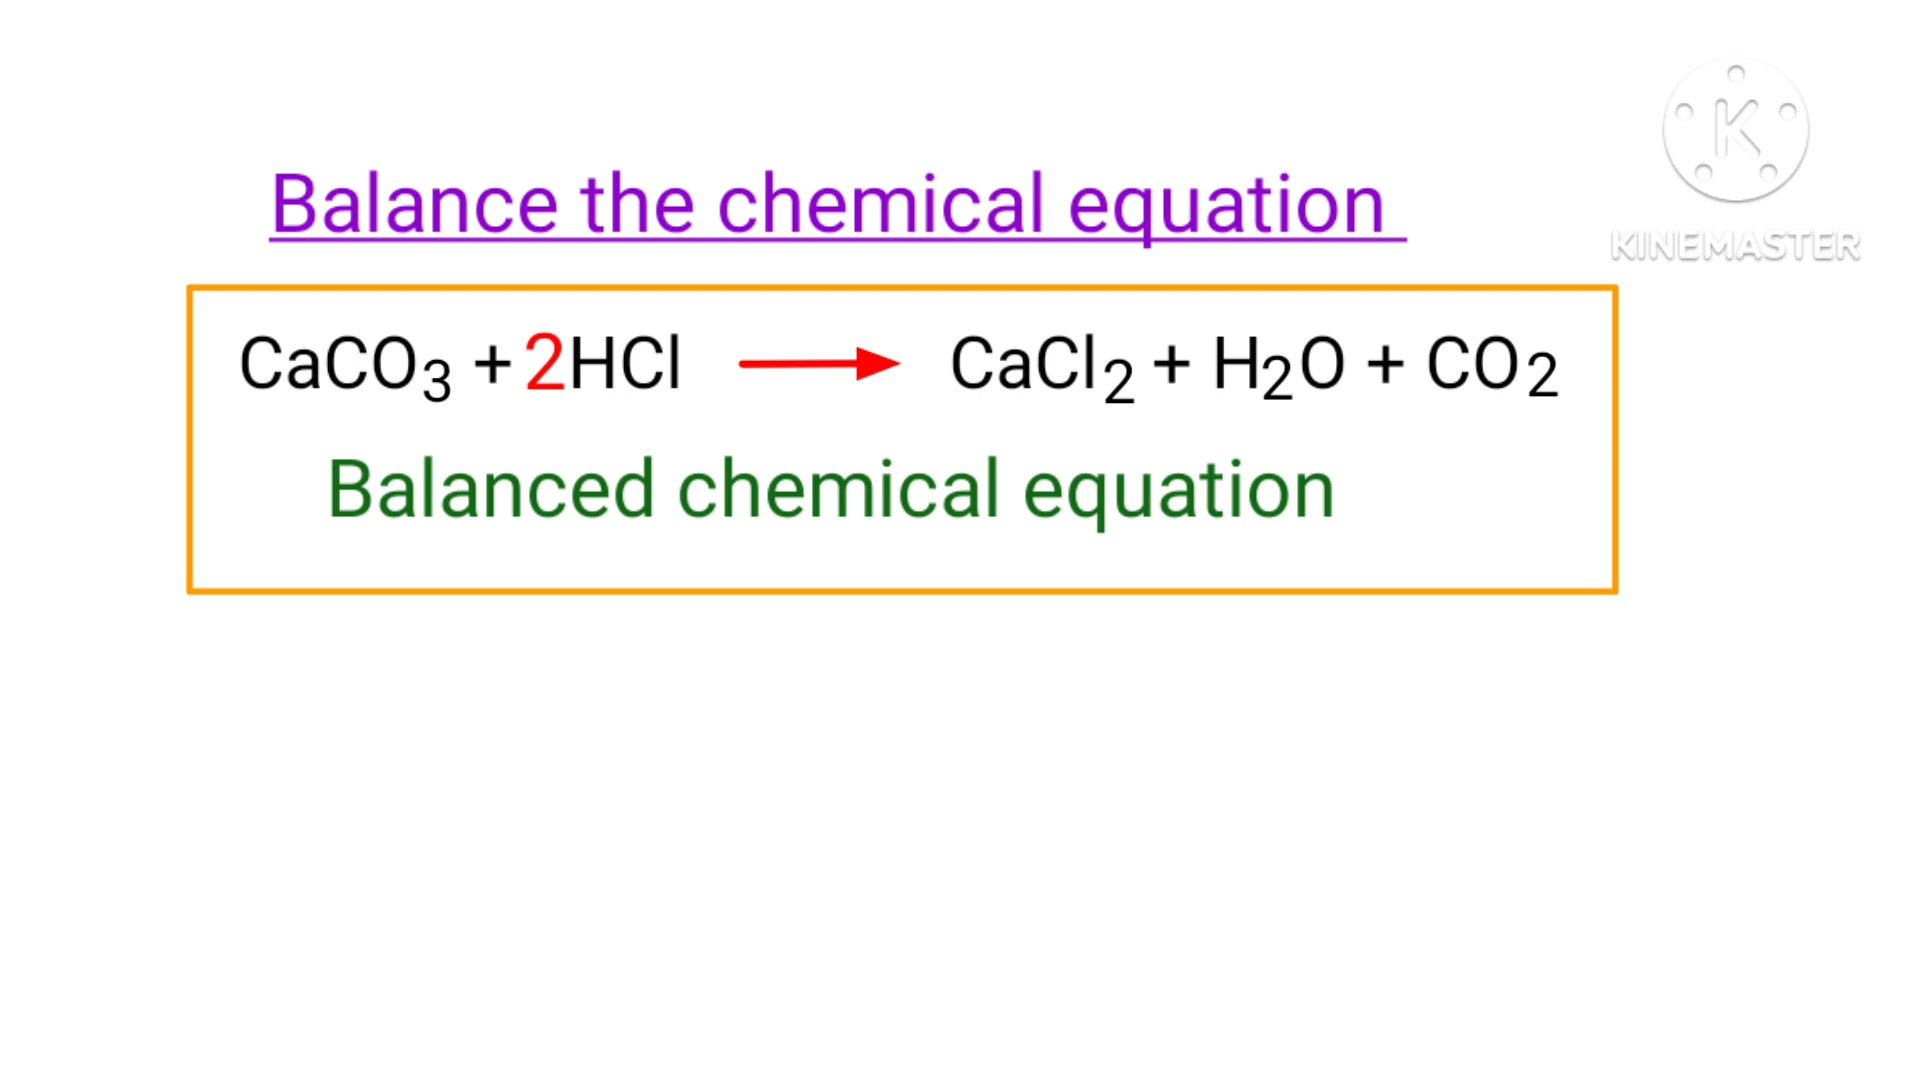 K
KINEMASTER
Balance the chemical equation
CaCO3 + 2HCl → CaCl2 + H2O + CO2
Balanced chemical equation